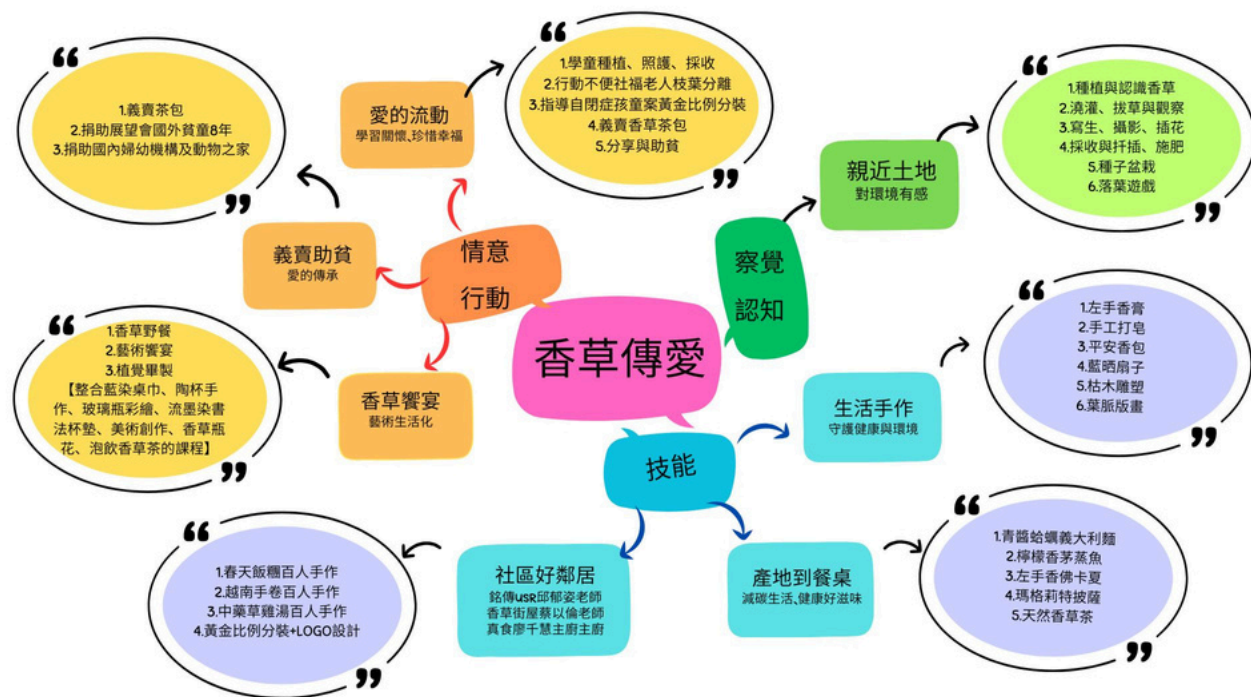 香草傳愛
情意
行動
愛的流動
學習關懷、珍惜幸福
1.學童種植、照護、採收
2.行動不便社福老人枝葉分離
3.指導自閉症孩童案黃金比例分裝
4.義賣香草茶包
5.分享與助貧
義賣助貧
愛的傳承
1.義賣茶包
2.捐助展望會國外貧童8年
3.捐助國內婦幼機構及動物之家
香草饗宴
藝術生活化
1.香草野餐
2.藝術饗宴
3.植覺畢製
【整合藍染桌巾、陶杯手
作、玻璃瓶彩繪、流墨染書
法杯墊、美術創作、香草瓶
花、泡飲香草茶的課程】
察覺
認知
親近土地
對環境有感
1.種植與認識香草
2.澆灌、拔草與觀察
3.寫生、攝影、插花
4.採收與扦插、施肥
5.種子盆栽
6.落葉遊戲
技能
生活手作
守護健康與環境
1.左手香膏
2.手工打皂
3.平安香包
4.藍晒扇子
5.枯木雕塑
6.葉脈版畫
產地到餐桌
減碳生活、健康好滋味
1.青醬蛤蠣義大利麵
2.檸檬香茅蒸魚
3.左手香佛卡夏
4.瑪格莉特披薩
5.天然香草茶
社區好鄰居
銘傳USR邱郁姿老師
香草街屋蔡以倫老師
真食廖千慧主廚主廚
1.春天飯糰百人手作
2.越南手卷百人手作
3.中藥草雞湯百人手作
4.黃金比例分裝+LOGO設計